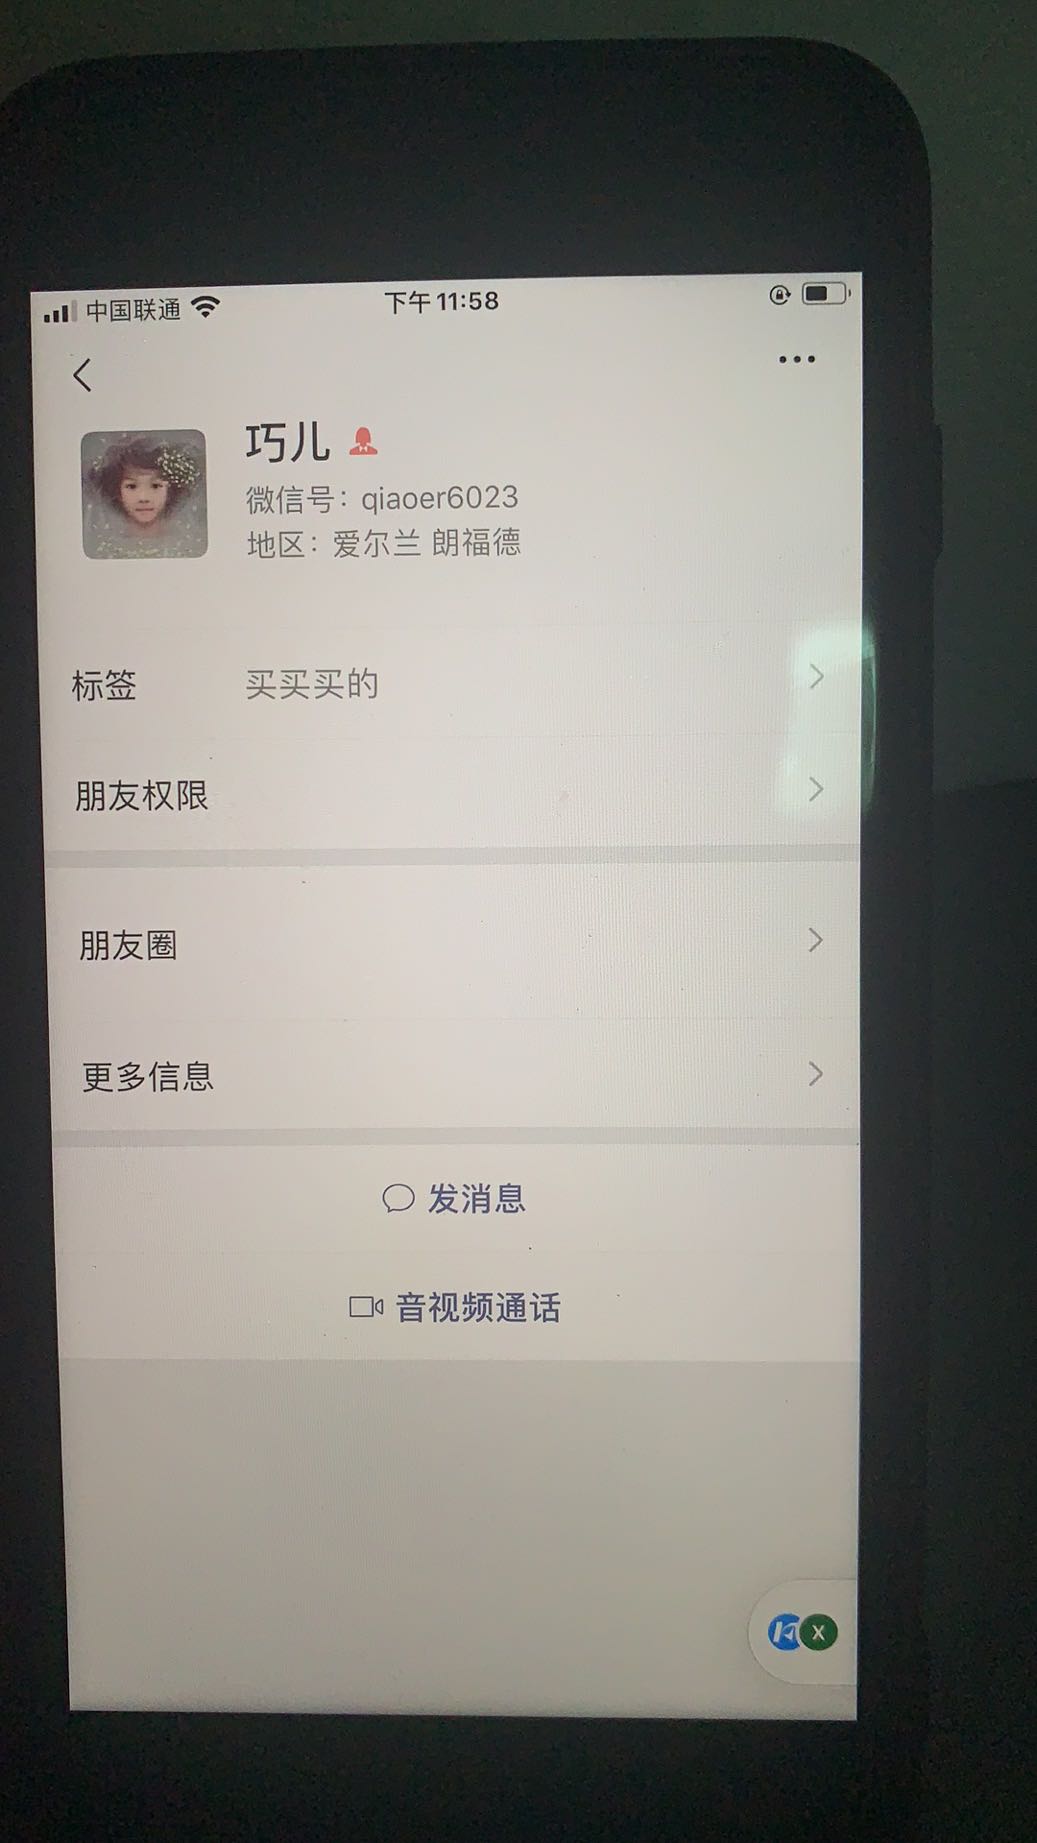 中国联通
下午11:58
巧儿
微信号：qiaoer6023
地区：爱尔兰 朗福德
标签 买买买的
朋友权限
朋友圈
更多信息
发消息
音视频通话
X